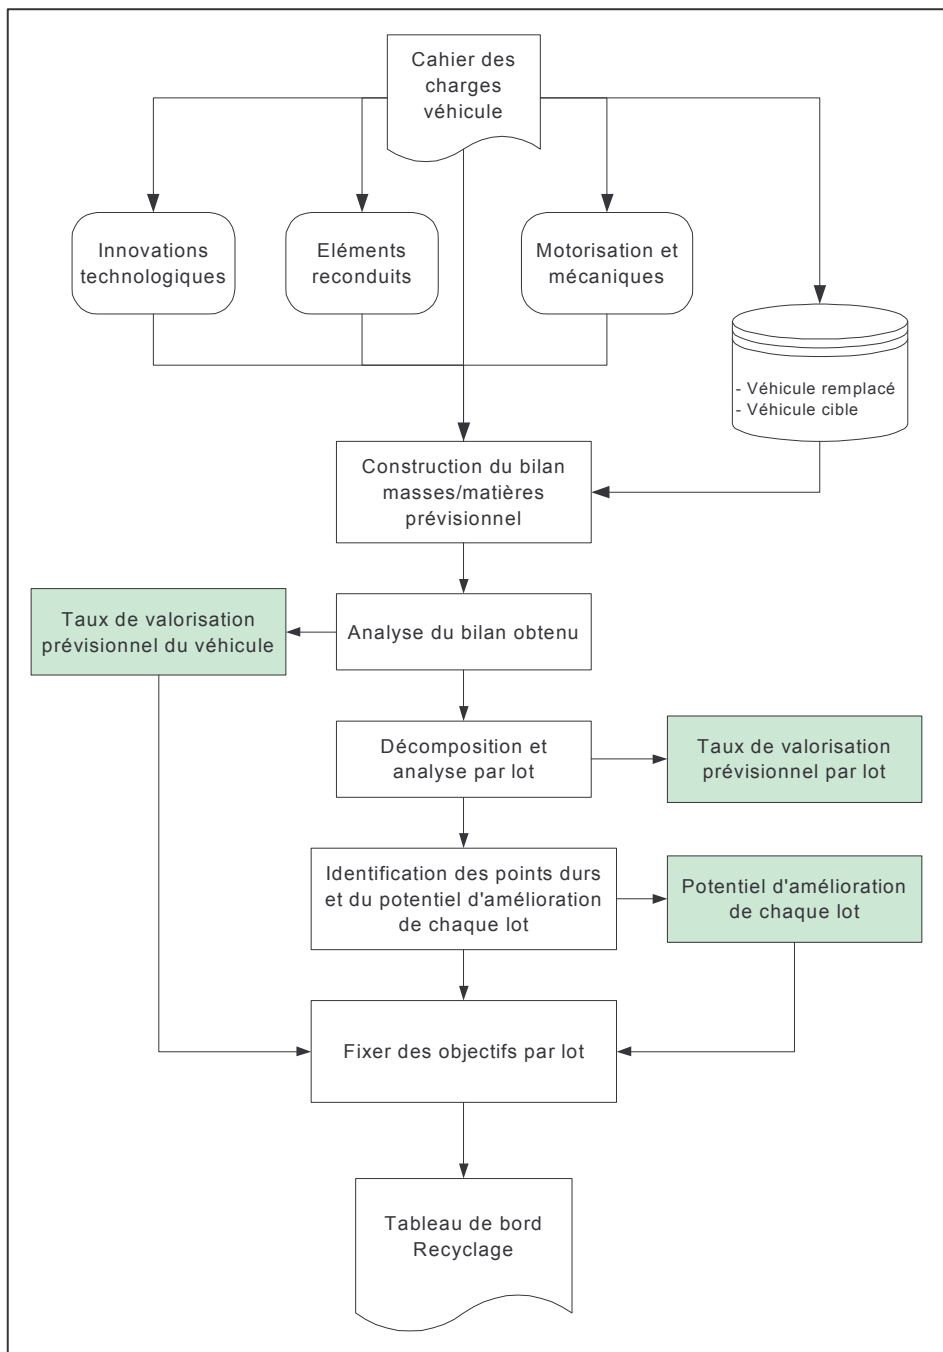 Cahier des
charges
véhicule
Innovations
technologiques
Eléments
reconduits
Motorisation et
mécaniques
- Véhicule remplacé
- Véhicule cible
Construction du bilan
masses/matières
prévisionnel
Taux de valorisation
prévisionnel du véhicule
Analyse du bilan obtenu
Décomposition et
analyse par lot
Taux de valorisation
prévisionnel par lot
Identification des points durs
et du potentiel d'amélioration
de chaque lot
Potentiel d'amélioration
de chaque lot
Fixer des objectifs par lot
Tableau de bord
Recyclage